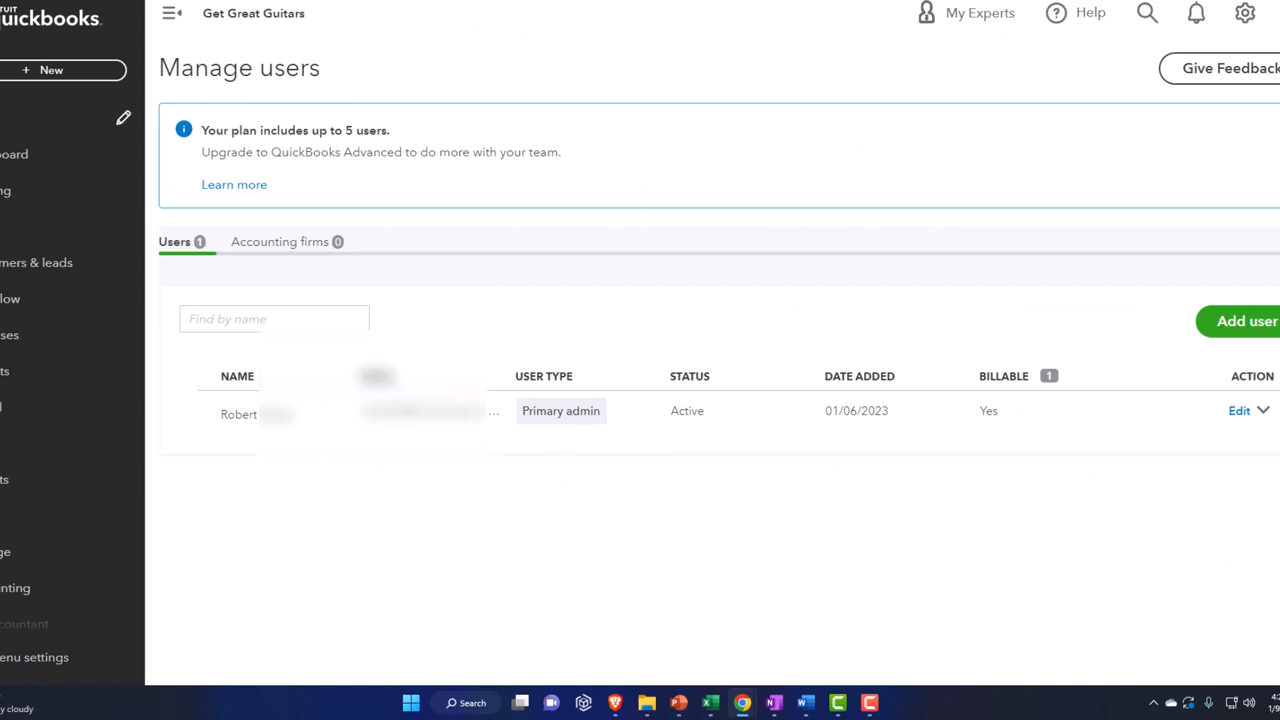 INTUIT
quickbooks.
Get Great Guitars
My Experts
Help
+ New
Manage users
Give Feedback
Your plan includes up to 5 users.
Upgrade to QuickBooks Advanced to do more with your team.
Learn more
oard
ng
mers & leads
low
ses
ts
l
ts
ge
nting
countant
enu settings
Users 1
Accounting firms 0
Find by name
Add user
NAME USER TYPE STATUS DATE ADDED BILLABLE 1 ACTION
Robert ... Primary admin Active 01/06/2023 Yes Edit
Search
y cloudy